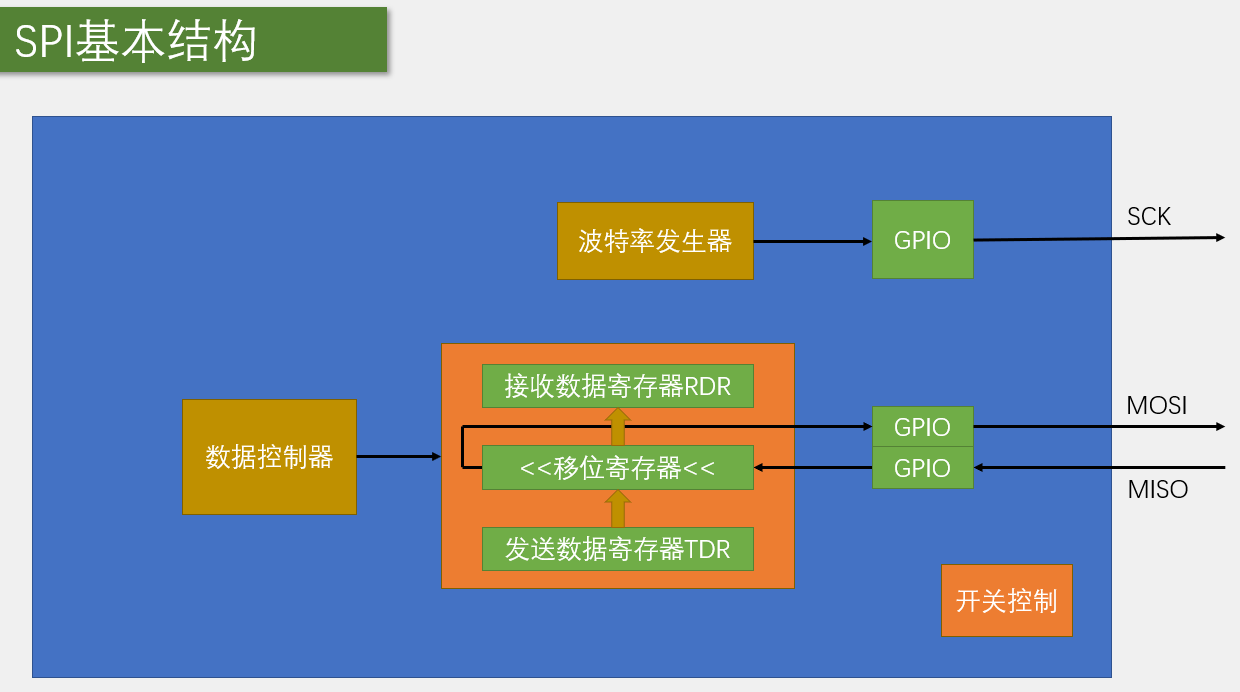 SPI基本结构
波特率发生器
GPIO
SCK
数据控制器
接收数据寄存器RDR
<<移位寄存器<<
发送数据寄存器TDR
GPIO
GPIO
MOSI
MISO
开关控制